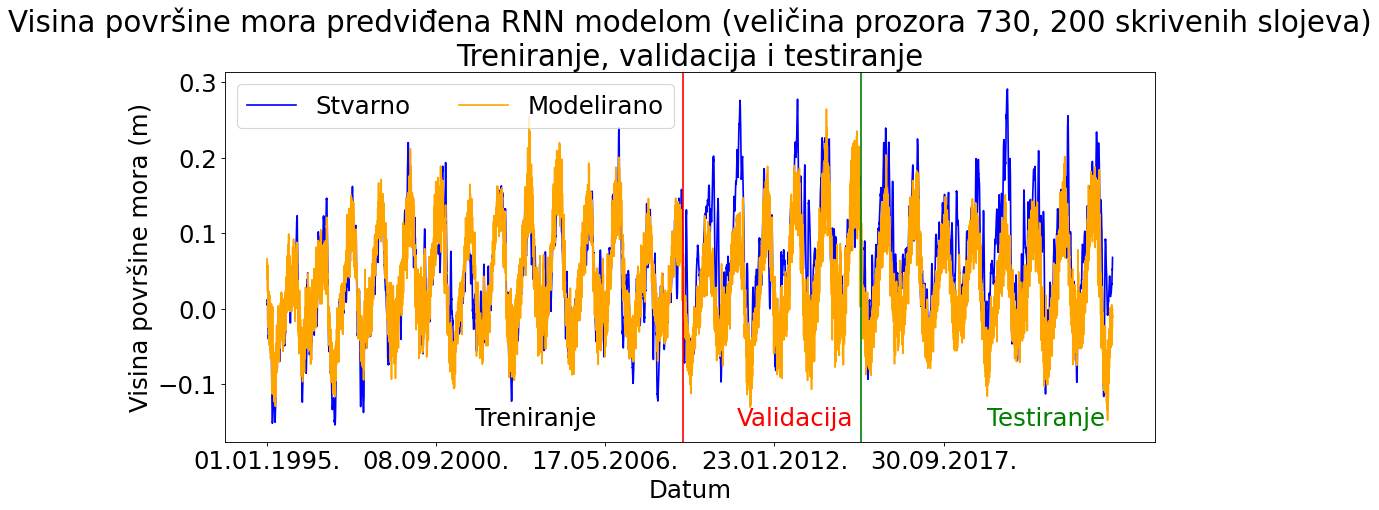 Visina površine mora predviđena RNN modelom (veličina prozora 730, 200 skrivenih slojeva)
Treniranje, validacija i testiranje
Stvarno
Modelirano
Visina površine mora (m)
0.3
0.2
0.1
0.0
−0.1
Treniranje
Validacija
Testiranje
01.01.1995.
08.09.2000.
17.05.2006.
23.01.2012.
30.09.2017.
Datum